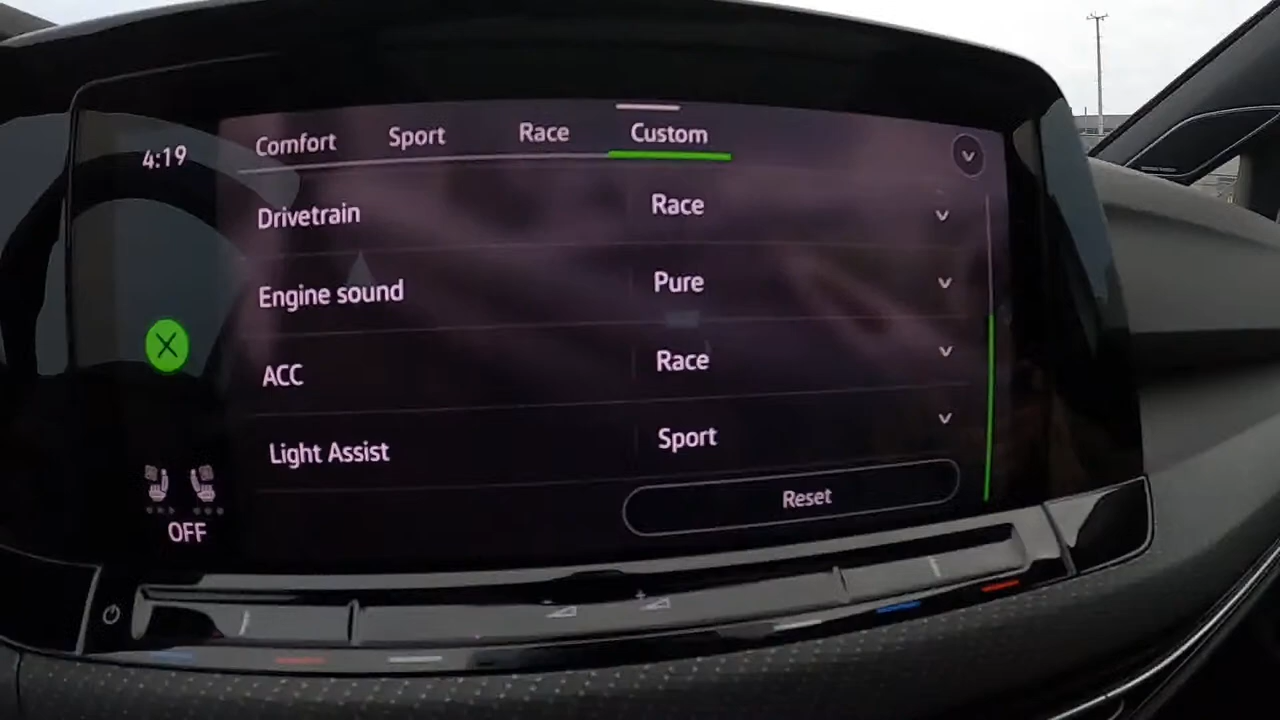 4:19
Comfort
Sport
Race
Custom
Drivetrain
Race
Engine sound
Pure
ACC
Race
Light Assist
Sport
OFF
Reset